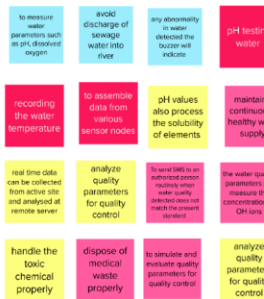 to measure
water
parameters such
as pH, dissolved
oxygen
avoid
discharge of
sewage
water into
river
any abnormality
in water
detected the
buzzer will
indicate
pH testing
water
recording
the water
temperature
to assemble
data from
various
sensor nodes
pH values
also process
the solubility
of elements
maintain
continuous
healthy w
supply
real time data
can be collected
from active site
and analysed at
remote server
analyze
quality
parameters
for quality
control
To send SMS to an
authorized person
routinely when
water quality
detected does not
match the present
standard
the water qu
parameters
measure th
concentration
OH ions
handle the
toxic
chemical
properly
dispose of
medical
waste
properly
to simulate and
evaluate quality
parameters for
quality control
analyze
quality
paramete
for quality
control